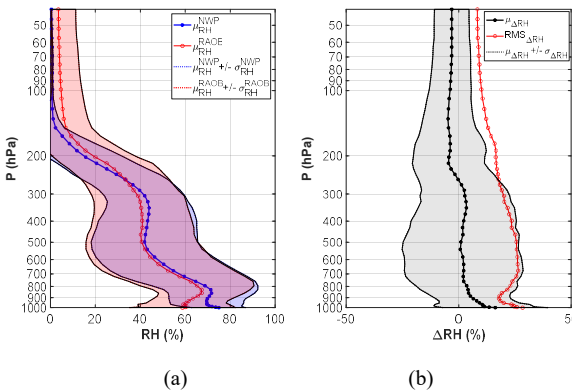 μ_RH^NWP
μ_RH^RAOE
μ_RH^NWP +/- σ_RH^NWP
μ_RH^RAOB +/- σ_RH^RAOB
50
60
70
80
90
100
200
300
400
500
600
700
800
900
1000
P (hPa)
0 20 40 60 80 100
RH (%)
(a)
μ_ΔRH
RMS_ΔRH
μ_ΔRH +/- σ_ΔRH
50
60
70
80
90
100
200
300
400
500
600
700
800
900
1000
P (hPa)
-50 0 5
ΔRH (%)
(b)